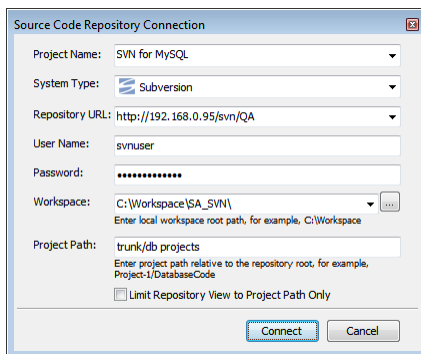 Source Code Repository Connection
Project Name: SVN for MySQL
System Type: Subversion
Repository URL: http://192.168.0.95/svn/QA
User Name: svnuser
Password: •••••••••••••
Workspace: C:\Workspace\SA_SVN\ ...
Enter local workspace root path, for example, C:\Workspace
Project Path: trunk/db projects
Enter project path relative to the repository root, for example,
Project-1/DatabaseCode
Limit Repository View to Project Path Only
Connect Cancel